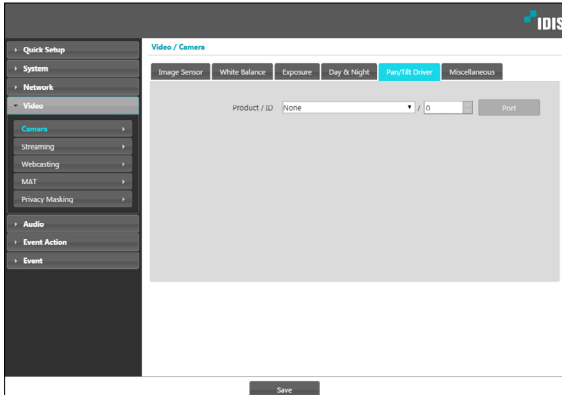 IDIS
Quick Setup
System
Network
Video
Camera
Streaming
Webcasting
MAT
Privacy Masking
Audio
Event Action
Event
Video / Camera
Image Sensor White Balance Exposure Day & Night Pan/Tilt Driver Miscellaneous
Product / ID None / 0 Port
Save